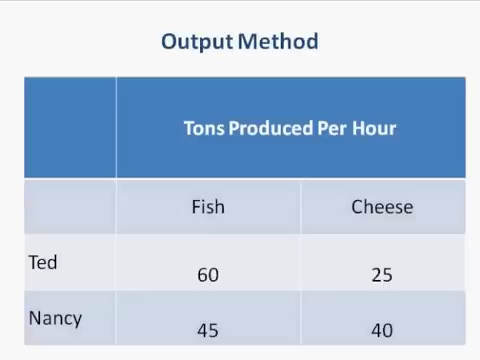 Output Method
Tons Produced Per Hour
Fish Cheese
Ted 60 25
Nancy 45 40